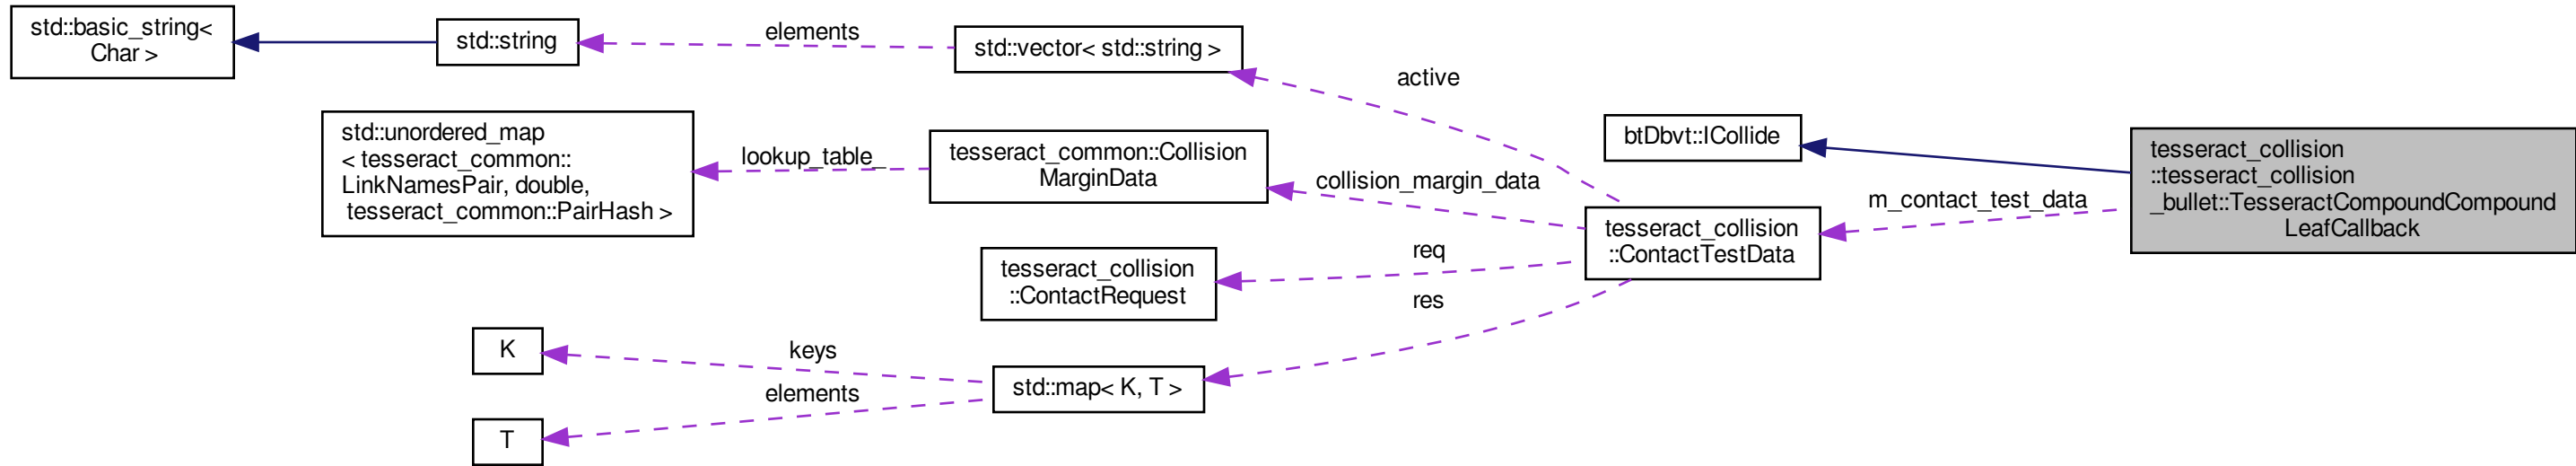 std::basic_string<
Char >
std::string
elements
std::vector< std::string >
active
std::unordered_map
< tesseract_common::
LinkNamesPair, double,
tesseract_common::PairHash >
lookup_table_
tesseract_common::Collision
MarginData
collision_margin_data
btDbvt::ICollide
tesseract_collision
::tesseract_collision
_bullet::TesseractCompoundCompound
LeafCallback
m_contact_test_data
tesseract_collision
::ContactTestData
req
tesseract_collision
::ContactRequest
res
K
keys
std::map< K, T >
elements
T